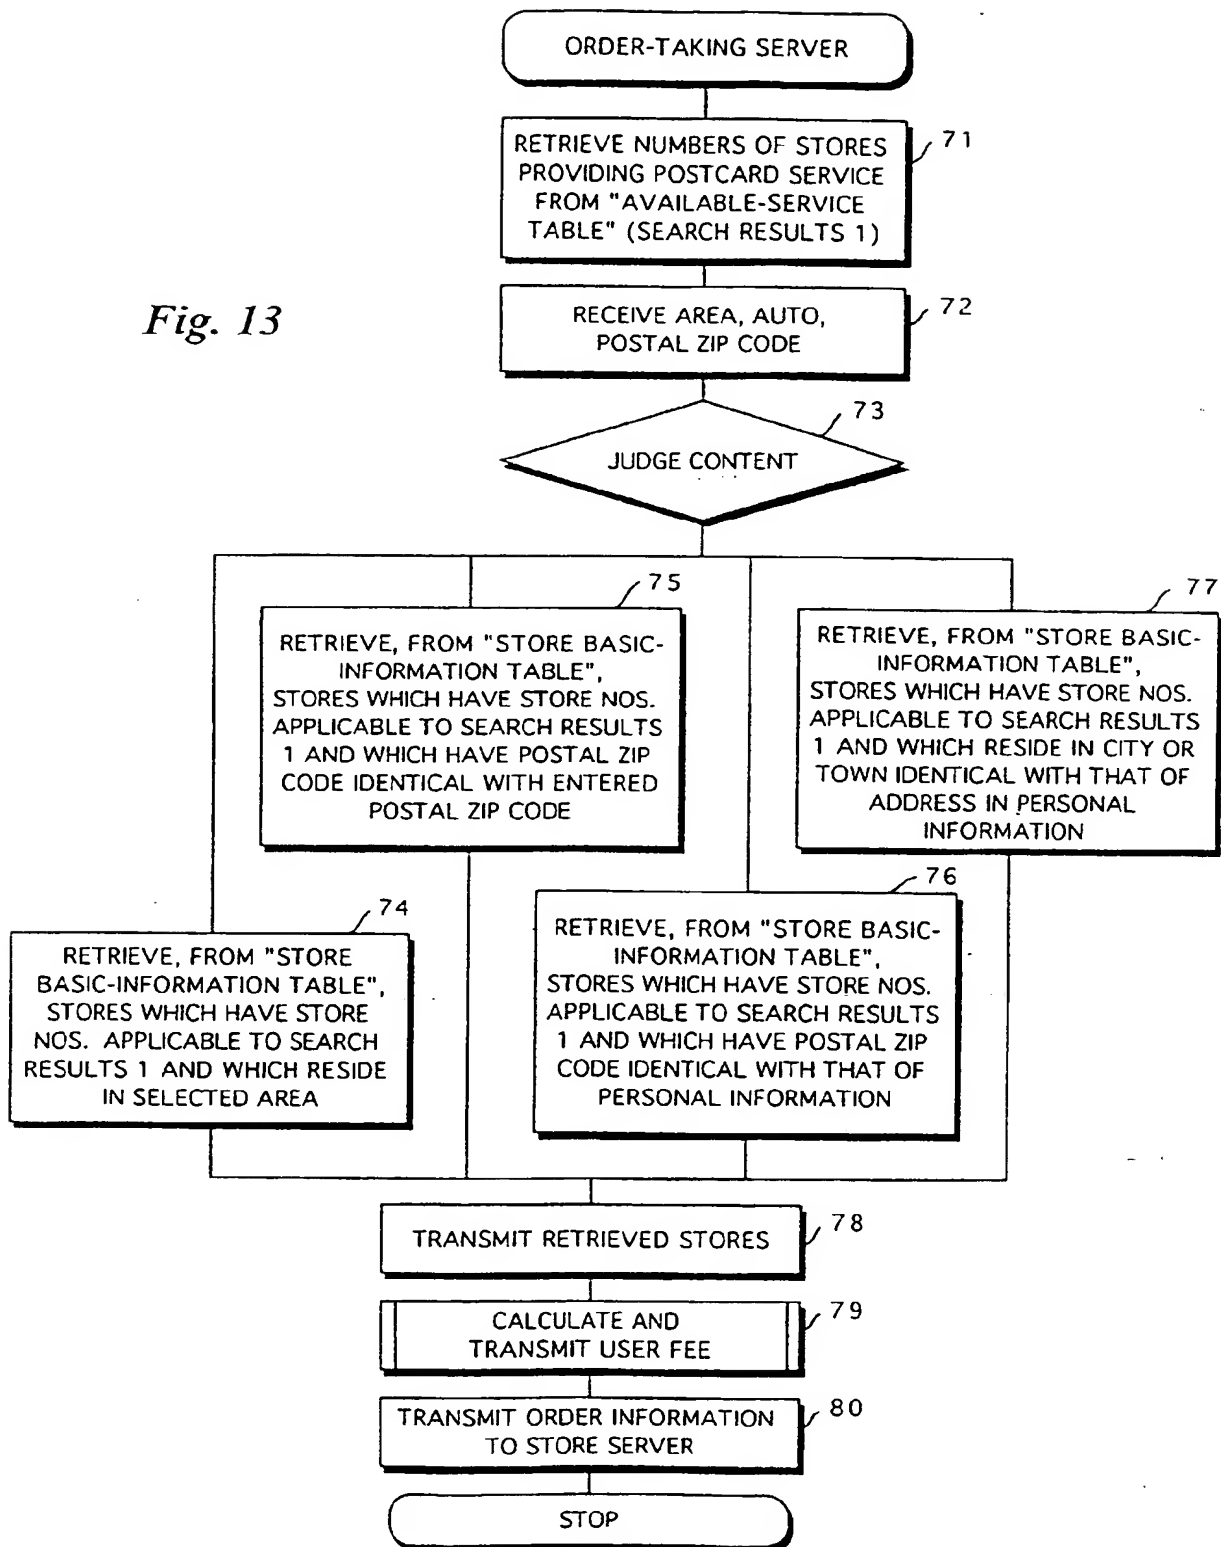 ORDER-TAKING SERVER
71
RETRIEVE NUMBERS OF STORES
PROVIDING POSTCARD SERVICE
FROM "AVAILABLE-SERVICE
TABLE" (SEARCH RESULTS 1)
Fig. 13
72
RECEIVE AREA, AUTO,
POSTAL ZIP CODE
73
JUDGE CONTENT
75
RETRIEVE, FROM "STORE BASIC-
INFORMATION TABLE",
STORES WHICH HAVE STORE NOS.
APPLICABLE TO SEARCH RESULTS
1 AND WHICH HAVE POSTAL ZIP
CODE IDENTICAL WITH ENTERED
POSTAL ZIP CODE
77
RETRIEVE, FROM "STORE BASIC-
INFORMATION TABLE",
STORES WHICH HAVE STORE NOS.
APPLICABLE TO SEARCH RESULTS
1 AND WHICH RESIDE IN CITY OR
TOWN IDENTICAL WITH THAT OF
ADDRESS IN PERSONAL
INFORMATION
74
RETRIEVE, FROM "STORE
BASIC-INFORMATION TABLE",
STORES WHICH HAVE STORE
NOS. APPLICABLE TO SEARCH
RESULTS 1 AND WHICH RESIDE
IN SELECTED AREA
76
RETRIEVE, FROM "STORE BASIC-
INFORMATION TABLE",
STORES WHICH HAVE STORE NOS.
APPLICABLE TO SEARCH RESULTS
1 AND WHICH HAVE POSTAL ZIP
CODE IDENTICAL WITH THAT OF
PERSONAL INFORMATION
78
TRANSMIT RETRIEVED STORES
79
CALCULATE AND
TRANSMIT USER FEE
80
TRANSMIT ORDER INFORMATION
TO STORE SERVER
STOP